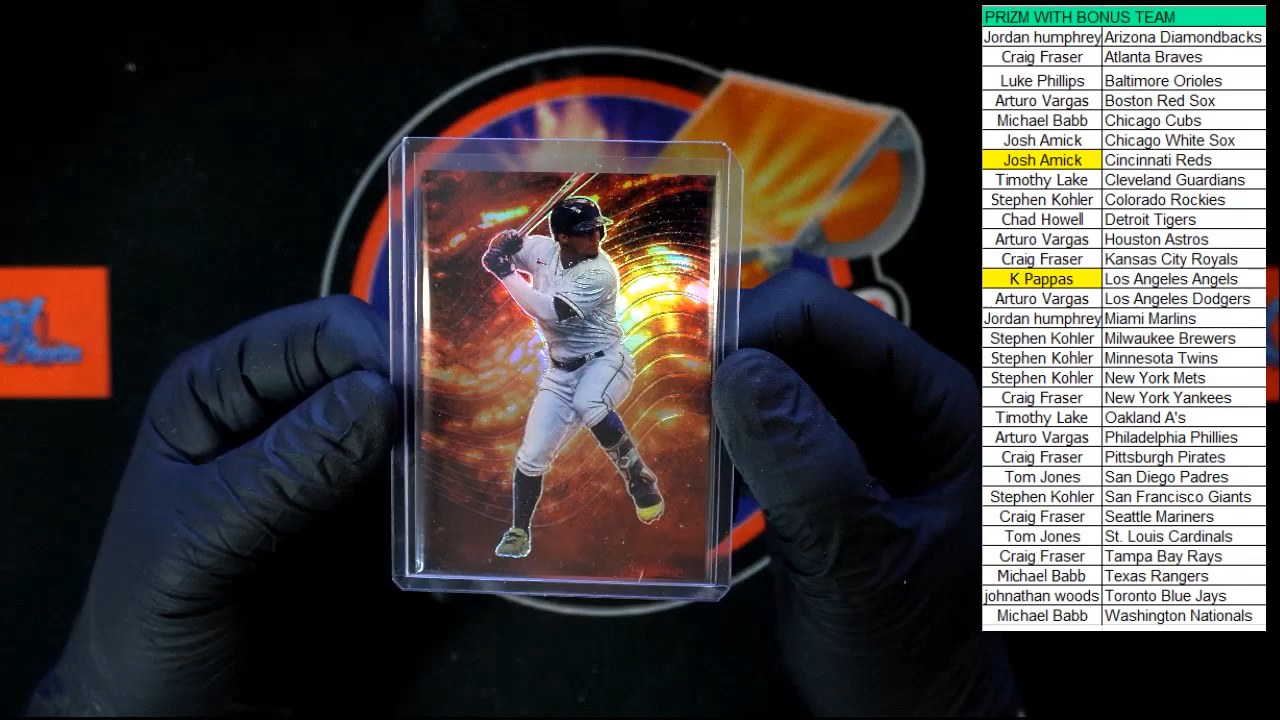 PRIZM WITH BONUS TEAM
Jordan humphrey Arizona Diamondbacks
Craig Fraser Atlanta Braves
Luke Phillips Baltimore Orioles
Arturo Vargas Boston Red Sox
Michael Babb Chicago Cubs
Josh Amick Chicago White Sox
Josh Amick Cincinnati Reds
Timothy Lake Cleveland Guardians
Stephen Kohler Colorado Rockies
Chad Howell Detroit Tigers
Arturo Vargas Houston Astros
Craig Fraser Kansas City Royals
K Pappas Los Angeles Angels
Arturo Vargas Los Angeles Dodgers
Jordan humphrey Miami Marlins
Stephen Kohler Milwaukee Brewers
Stephen Kohler Minnesota Twins
Stephen Kohler New York Mets
Craig Fraser New York Yankees
Timothy Lake Oakland A's
Arturo Vargas Philadelphia Phillies
Craig Fraser Pittsburgh Pirates
Tom Jones San Diego Padres
Stephen Kohler San Francisco Giants
Craig Fraser Seattle Mariners
Tom Jones St. Louis Cardinals
Craig Fraser Tampa Bay Rays
Michael Babb Texas Rangers
johnathan woods Toronto Blue Jays
Michael Babb Washington Nationals